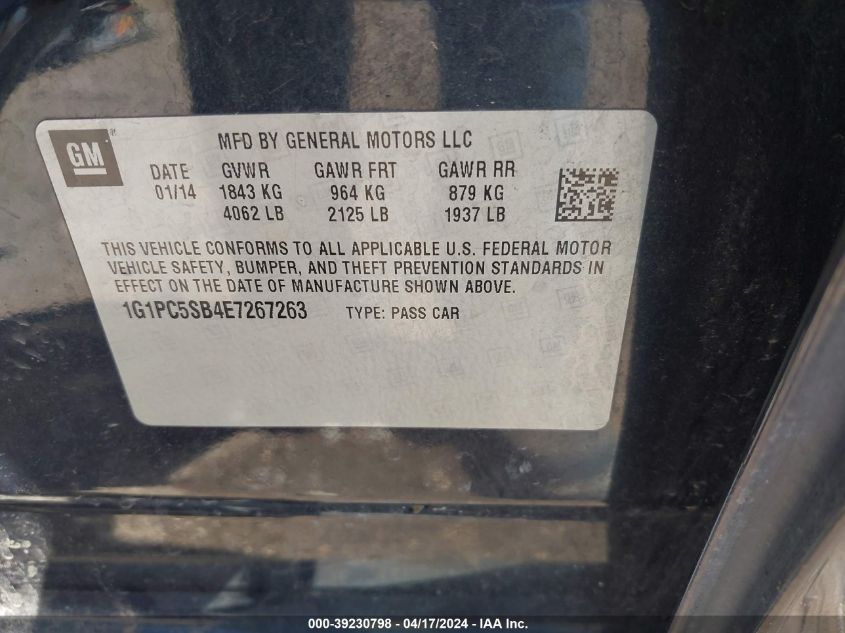 GM
MFD BY GENERAL MOTORS LLC
DATE GVWR GAWR FRT GAWR RR
01/14 1843 KG 964 KG 879 KG
4062 LB 2125 LB 1937 LB
THIS VEHICLE CONFORMS TO ALL APPLICABLE U.S. FEDERAL MOTOR
VEHICLE SAFETY, BUMPER, AND THEFT PREVENTION STANDARDS IN
EFFECT ON THE DATE OF MANUFACTURE SHOWN ABOVE.
1G1PC5SB4E7267263 TYPE: PASS CAR
000-39230798 - 04/17/2024 - IAA Inc.